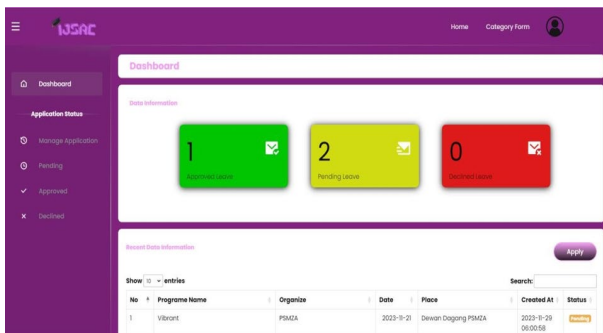 IJSAC
Home Category Form
Dashboard
Dashboard
Application Status
Manage Application
Pending
Approved
Declined
Data Information
1
Approved Leave
2
Pending Leave
0
Declined Leave
Recent Data Information
Apply
Show 10 entries
Search:
No Programe Name Organize Date Place Created At Status
1 Vibrant PSMZA 2023-11-21 Dewan Dagang PSMZA 2023-11-29 06:00:58 Pending